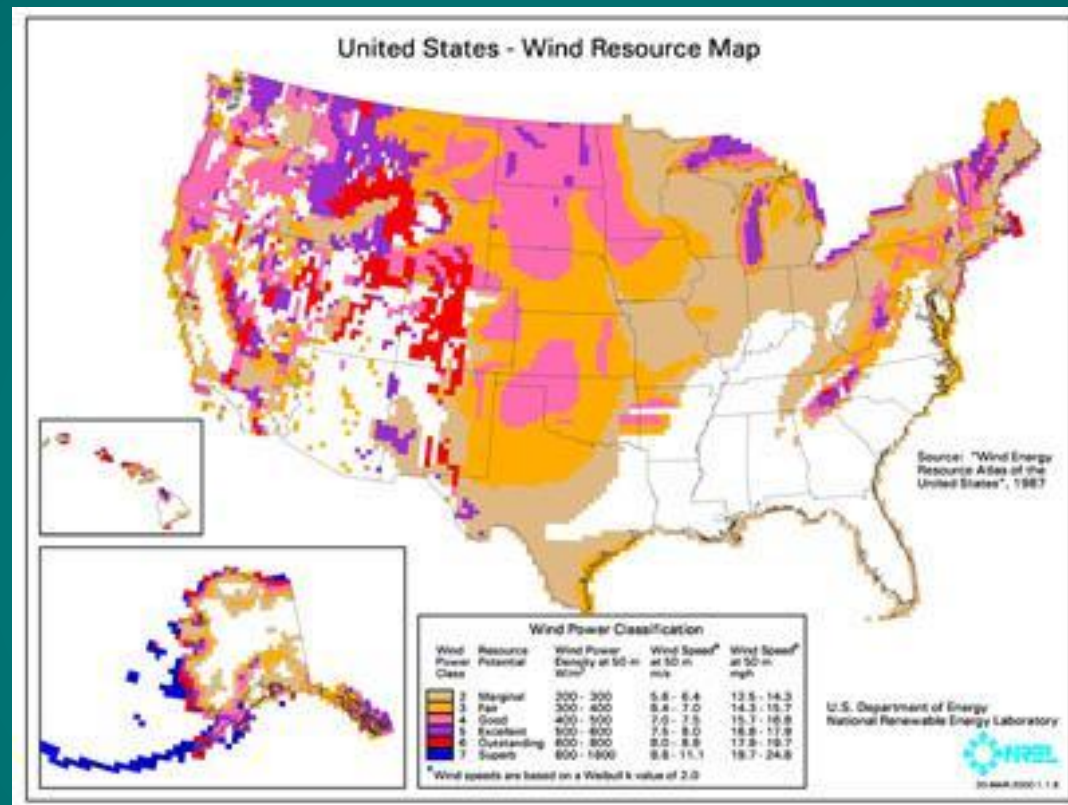 United States - Wind Resource Map
Source: "Wind Energy
Resource Atlas of the
United States", 1987
Wind Power Classification
Wind Power Class
Resource Potential
Wind Power Density at 50 m W/m²
Wind Speedᵃ at 50 m m/s
Wind Speedᵃ at 50 m mph
2 Marginal 200 - 300 5.6 - 6.4 12.5 - 14.3
3 Fair 300 - 400 6.4 - 7.0 14.3 - 15.7
4 Good 400 - 500 7.0 - 7.5 15.7 - 16.8
5 Excellent 500 - 600 7.5 - 8.0 16.8 - 17.9
6 Outstanding 600 - 800 8.0 - 8.8 17.9 - 19.7
7 Superb 800 - 1600 8.8 - 11.1 19.7 - 24.8
ᵃWind speeds are based on a Weibull k value of 2.0
U.S. Department of Energy
National Renewable Energy Laboratory
NREL